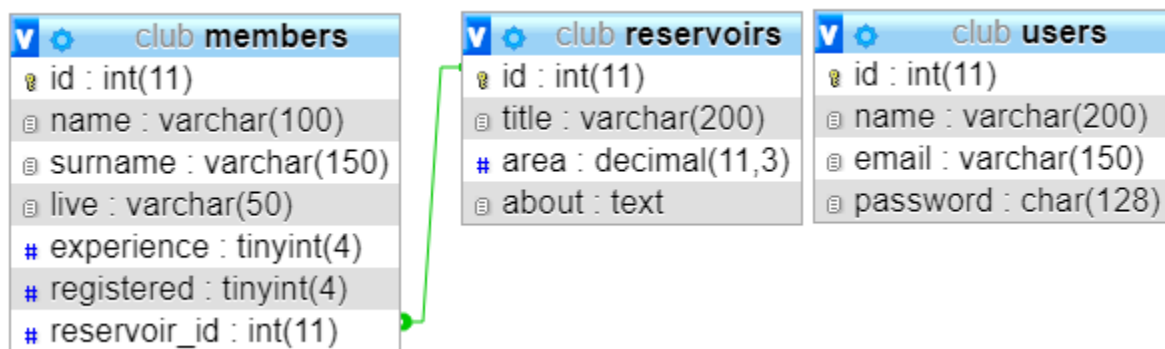 v club members
id : int(11)
name : varchar(100)
surname : varchar(150)
live : varchar(50)
# experience : tinyint(4)
# registered : tinyint(4)
# reservoir_id : int(11)
v club reservoirs
id : int(11)
title : varchar(200)
# area : decimal(11,3)
about : text
v club users
id : int(11)
name : varchar(200)
email : varchar(150)
password : char(128)